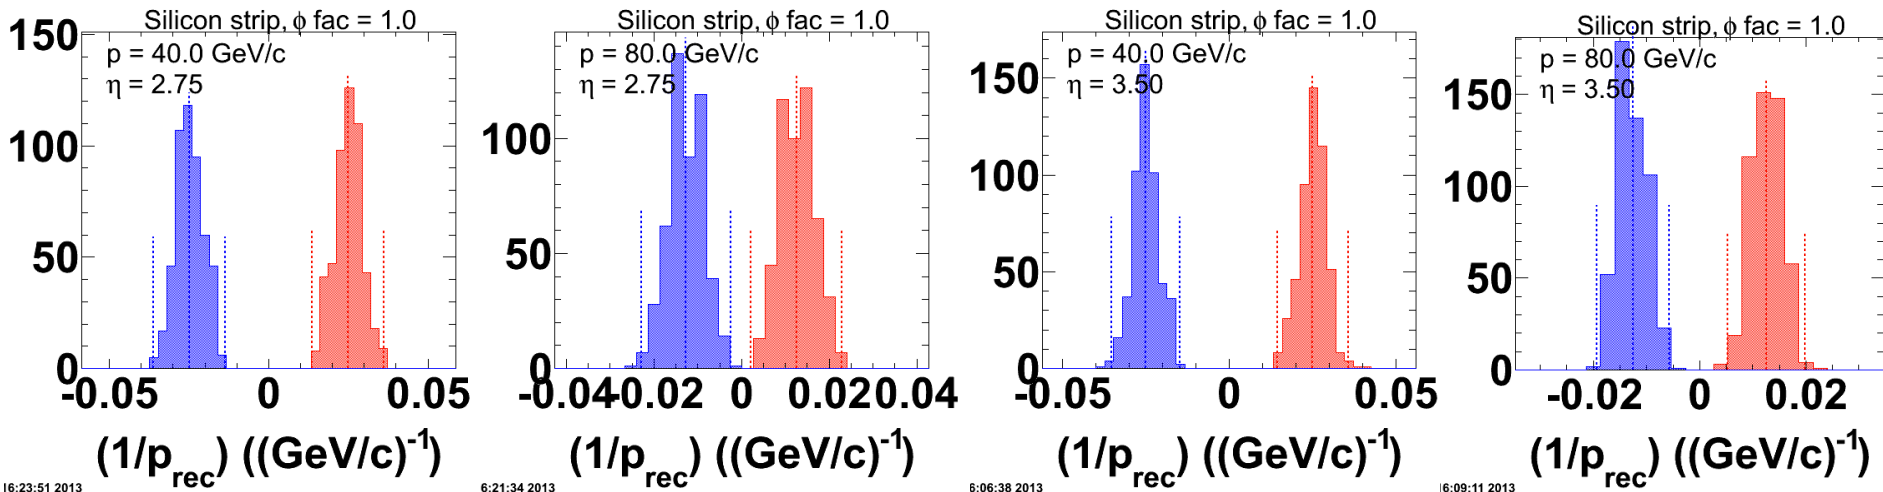 Silicon strip, ϕ fac = 1.0
p = 40.0 GeV/c
η = 2.75
150
100
50
0
-0.05 0 0.05
(1/p_rec) ((GeV/c)^-1)
16:23:51 2013
Silicon strip, ϕ fac = 1.0
p = 80.0 GeV/c
η = 2.75
100
50
0
-0.04 -0.02 0 0.02 0.04
(1/p_rec) ((GeV/c)^-1)
6:21:34 2013
Silicon strip, ϕ fac = 1.0
p = 40.0 GeV/c
η = 3.50
150
100
50
0
-0.05 0 0.05
(1/p_rec) ((GeV/c)^-1)
6:06:38 2013
Silicon strip, ϕ fac = 1.0
p = 80.0 GeV/c
η = 3.50
150
100
50
0
-0.02 0 0.02
(1/p_rec) ((GeV/c)^-1)
16:09:11 2013